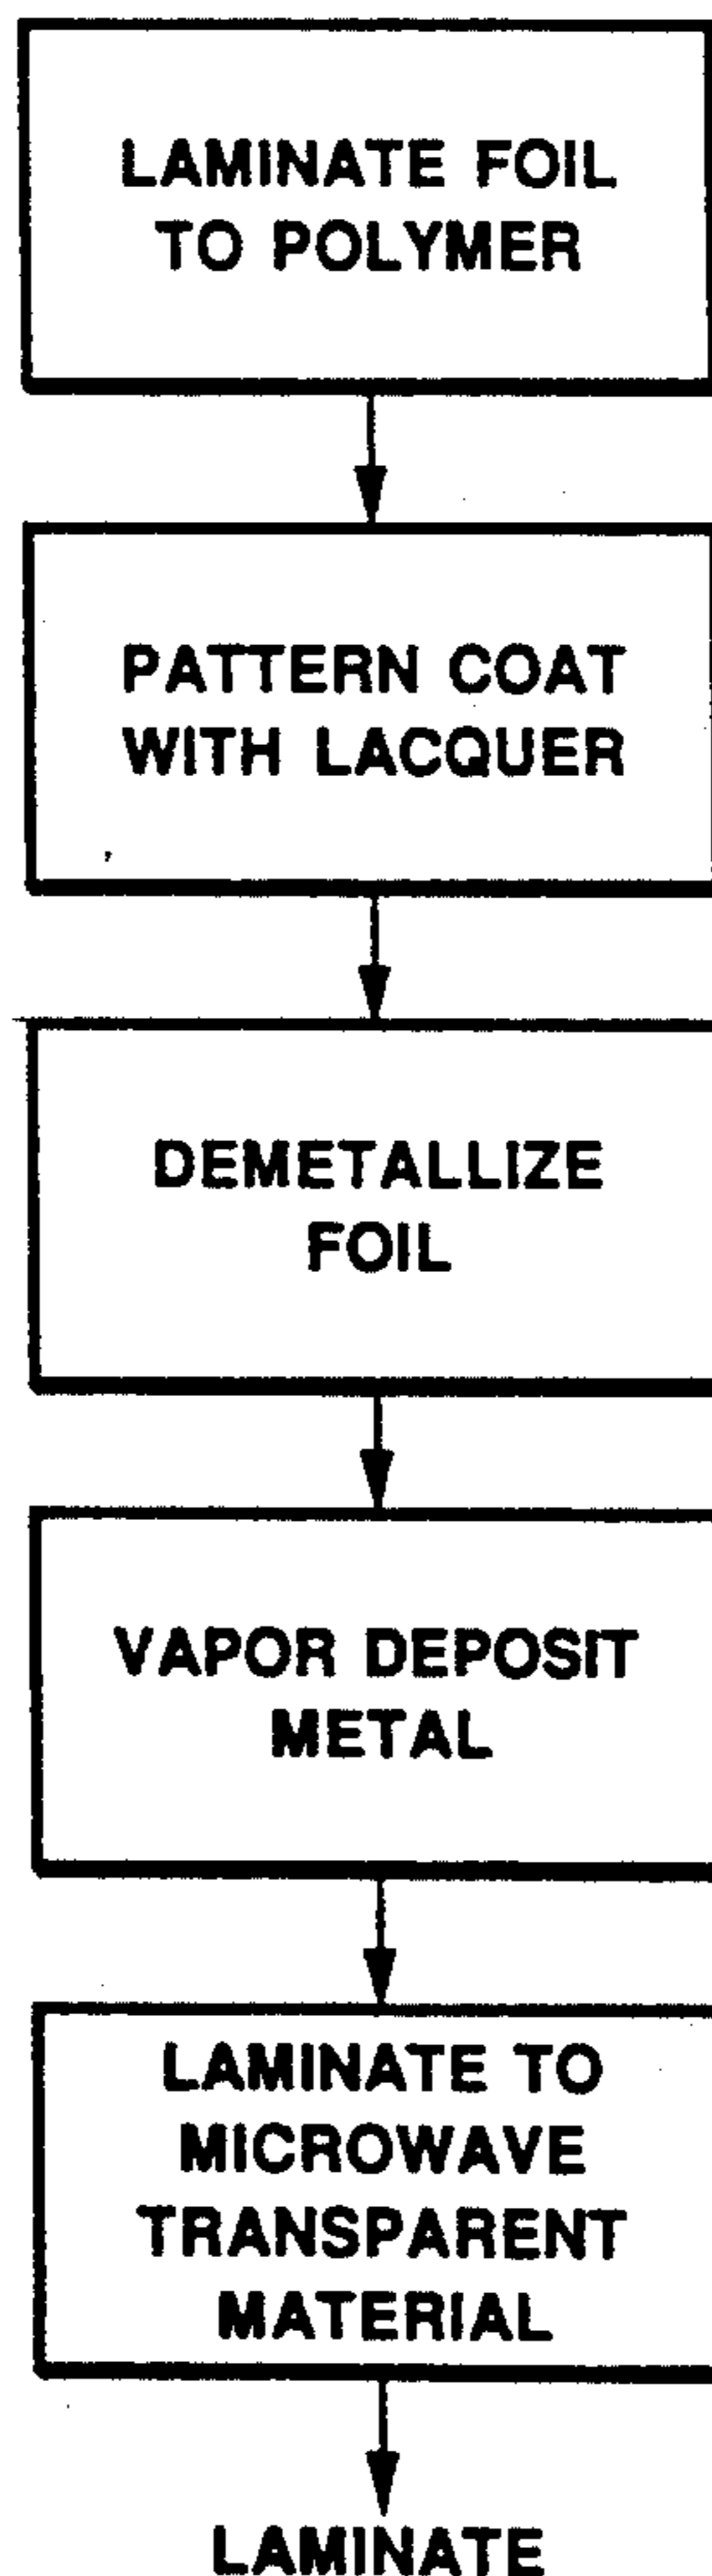 LAMINATE FOIL
TO POLYMER
PATTERN COAT
WITH LACQUER
DEMETALLIZE
FOIL
VAPOR DEPOSIT
METAL
LAMINATE TO
MICROWAVE
TRANSPARENT
MATERIAL
LAMINATE